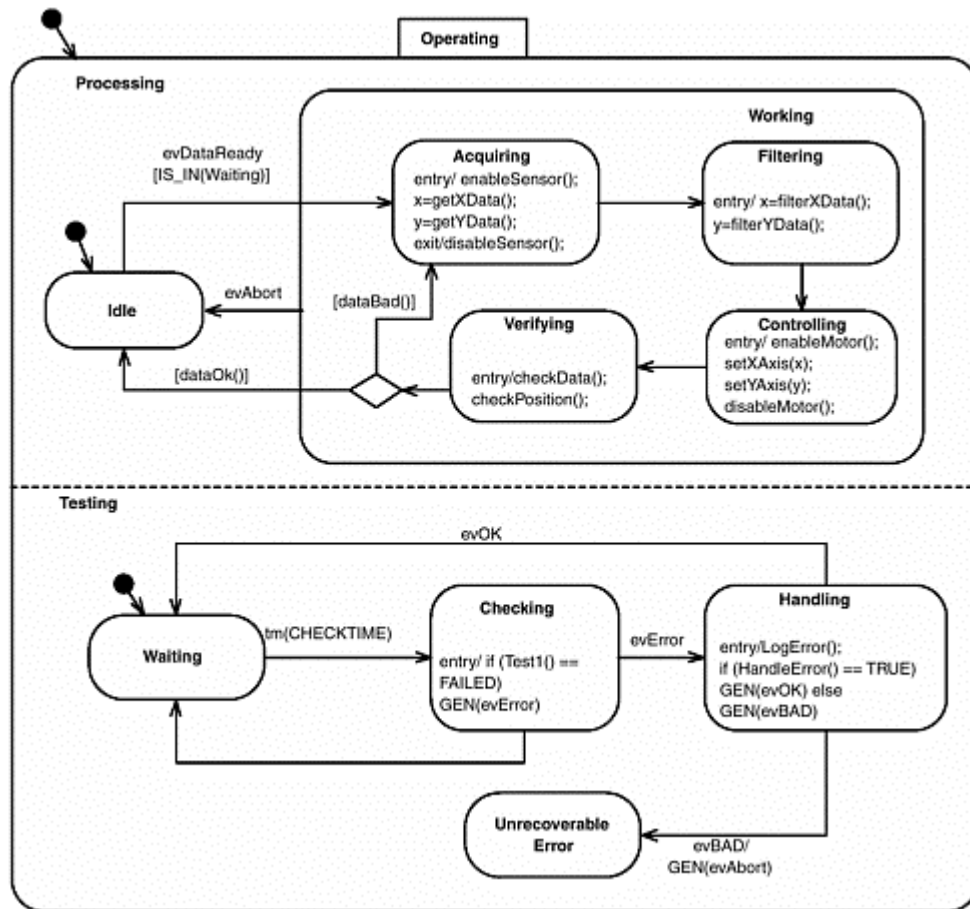 Operating
Processing
Working
evDataReady
[IS_IN(Waiting)]
Acquiring
entry/ enableSensor();
x=getXData();
y=getYData();
exit/disableSensor();
Filtering
entry/ x=filterXData();
y=filterYData();
Idle
evAbort
[dataBad()]
[dataOk()]
Verifying
entry/checkData();
checkPosition();
Controlling
entry/ enableMotor();
setXAxis(x);
setYAxis(y);
disableMotor();
Testing
evOK
Waiting
tm(CHECKTIME)
Checking
entry/ if (Test1() ==
FAILED)
GEN(evError)
evError
Handling
entry/LogError();
if (HandleError() == TRUE)
GEN(evOK) else
GEN(evBAD)
Unrecoverable
Error
evBAD/
GEN(evAbort)